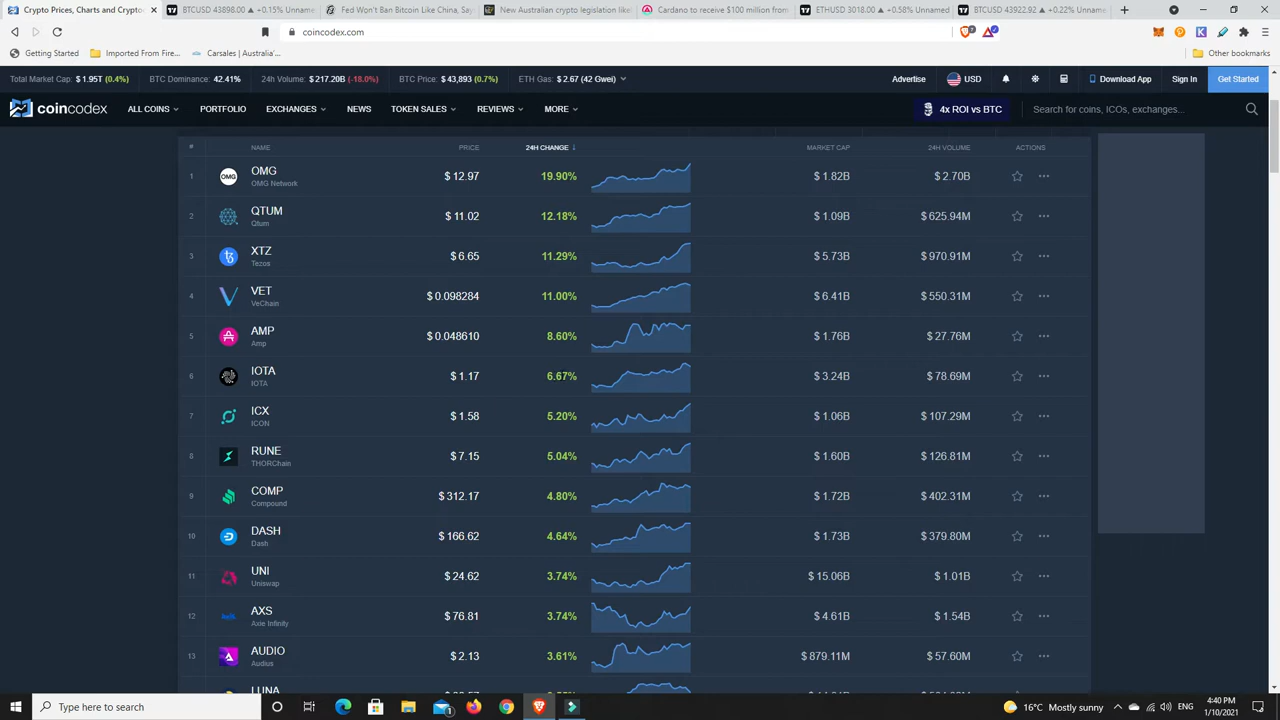 Crypto Prices, Charts and Cryptoc
BTCUSD 43898.00 ▲ +0.15% Unname
Fed Won't Ban Bitcoin Like China, Say
New Australian crypto legislation like
Cardano to receive $100 million from
ETHUSD 3018.00 ▲ +0.58% Unnamed
BTCUSD 43922.92 ▲ +0.22% Unname
coincodex.com
Getting Started
Imported From Fire...
Carsales | Australia'...
Other bookmarks
Total Market Cap: $ 1.95T (0.4%)
BTC Dominance: 42.41%
24h Volume: $ 217.20B (-18.0%)
BTC Price: $ 43,893 (0.7%)
ETH Gas: $ 2.67 (42 Gwei)
Advertise
USD
Download App
Sign In
Get Started
coincodex
ALL COINS
PORTFOLIO
EXCHANGES
NEWS
TOKEN SALES
REVIEWS
MORE
4x ROI vs BTC
Search for coins, ICOs, exchanges...
# NAME PRICE 24H CHANGE ↓ MARKET CAP 24H VOLUME ACTIONS
1 OMG $ 12.97 19.90% $ 1.82B $ 2.70B
OMG Network
2 QTUM $ 11.02 12.18% $ 1.09B $ 625.94M
Qtum
3 XTZ $ 6.65 11.29% $ 5.73B $ 970.91M
Tezos
4 VET $ 0.098284 11.00% $ 6.41B $ 550.31M
VeChain
5 AMP $ 0.048610 8.60% $ 1.76B $ 27.76M
Amp
6 IOTA $ 1.17 6.67% $ 3.24B $ 78.69M
IOTA
7 ICX $ 1.58 5.20% $ 1.06B $ 107.29M
ICON
8 RUNE $ 7.15 5.04% $ 1.60B $ 126.81M
THORChain
9 COMP $ 312.17 4.80% $ 1.72B $ 402.31M
Compound
10 DASH $ 166.62 4.64% $ 1.73B $ 379.80M
Dash
11 UNI $ 24.62 3.74% $ 15.06B $ 1.01B
Uniswap
12 AXS $ 76.81 3.74% $ 4.61B $ 1.54B
Axie Infinity
13 AUDIO $ 2.13 3.61% $ 879.11M $ 57.60M
Audius
LUNA
Type here to search
16°C Mostly sunny
4:40 PM
1/10/2021